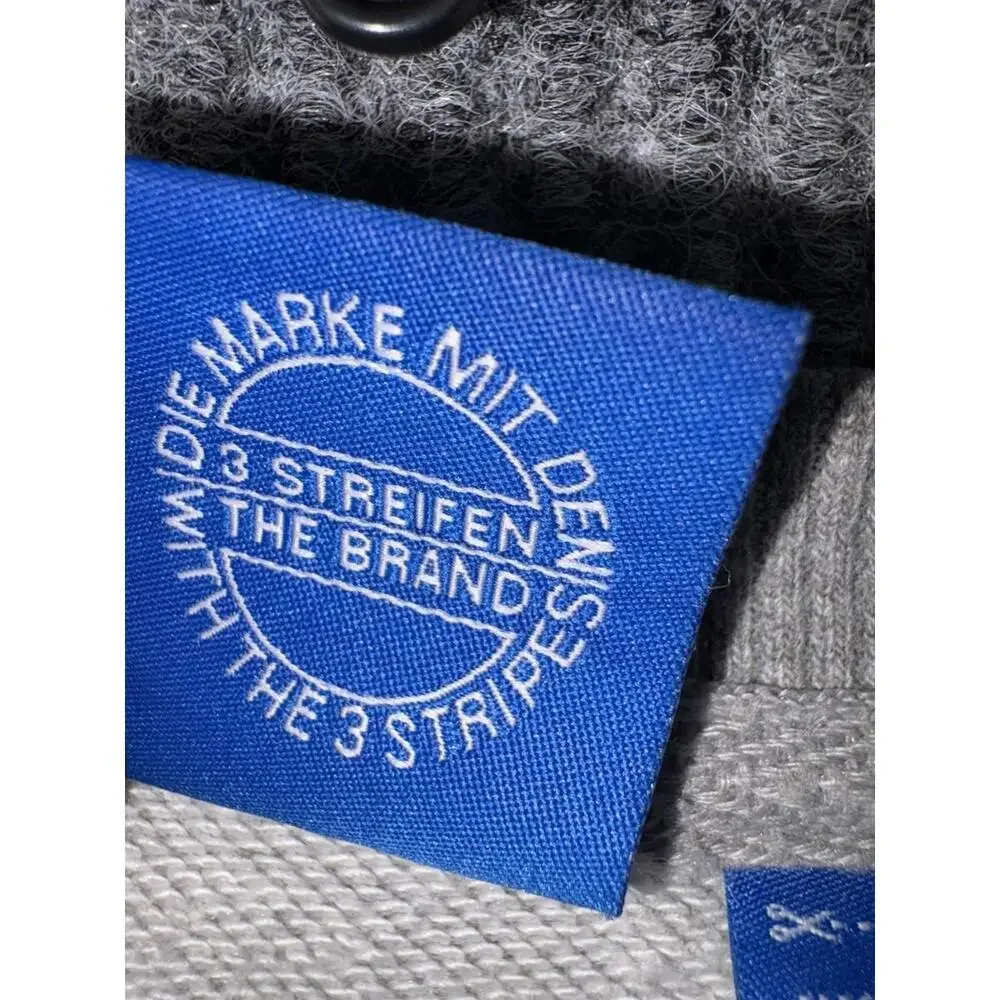 DIE MARKE MIT DEN
3 STREIFEN
THE BRAND
WITH THE 3 STRIPES